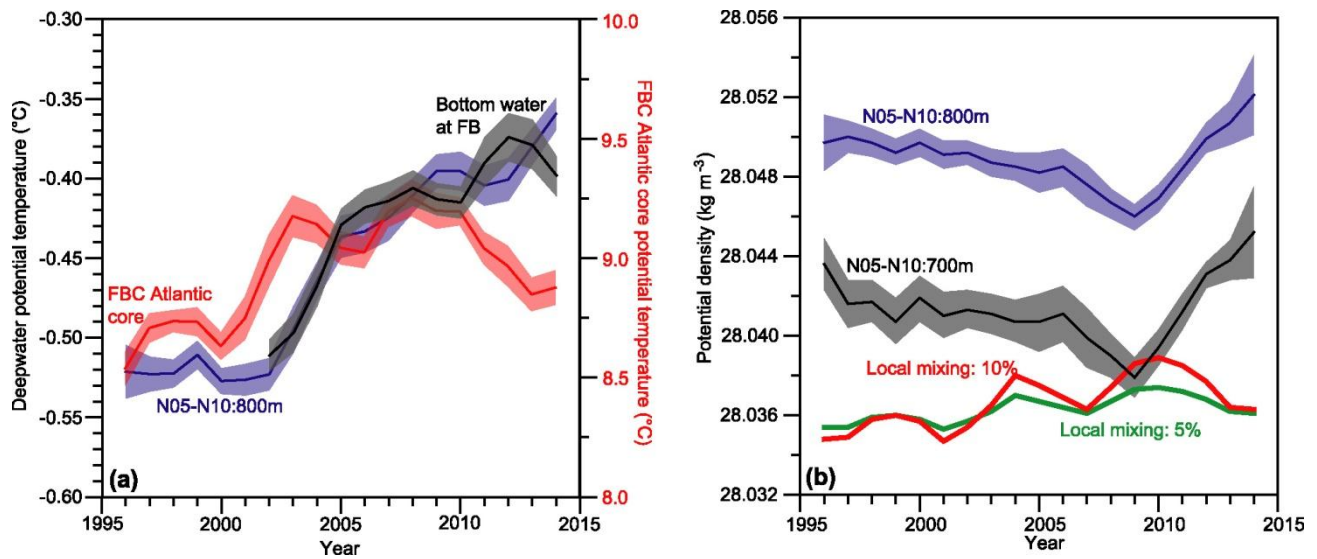 -0.30
-0.35
-0.40
-0.45
-0.50
-0.55
-0.60
Deepwater potential temperature (°C)
10.0
9.5
9.0
8.5
8.0
FBC Atlantic core potential temperature (°C)
Bottom water
at FB
FBC Atlantic
core
N05-N10:800m
(a)
1995
2000
2005
2010
2015
Year
28.056
28.052
28.048
28.044
28.040
28.036
28.032
Potential density (kg m⁻³)
N05-N10:800m
N05-N10:700m
Local mixing: 10%
Local mixing: 5%
(b)
1995
2000
2005
2010
2015
Year